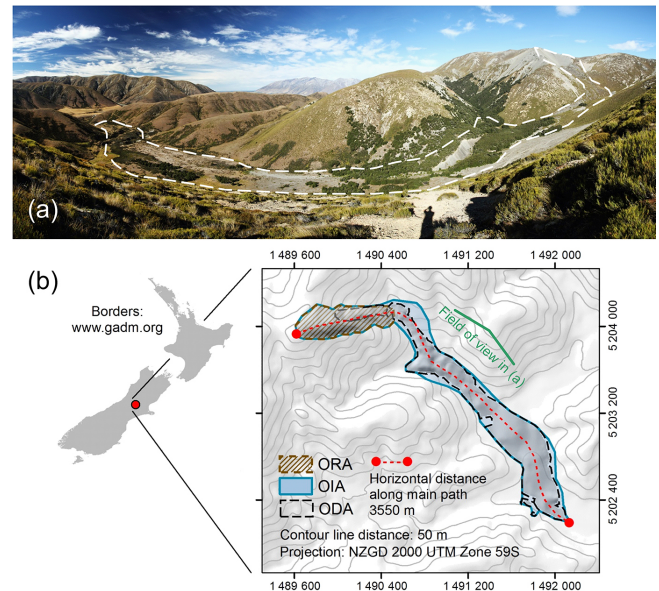 (a)
(b)
Borders:
www.gadm.org
1 489 600
1 490 400
1 491 200
1 492 000
5 204 000
5 203 200
5 202 400
Field of view in (a)
ORA
OIA
ODA
Horizontal distance
along main path
3550 m
Contour line distance: 50 m
Projection: NZGD 2000 UTM Zone 59S
1 489 600
1 490 400
1 491 200
1 492 000